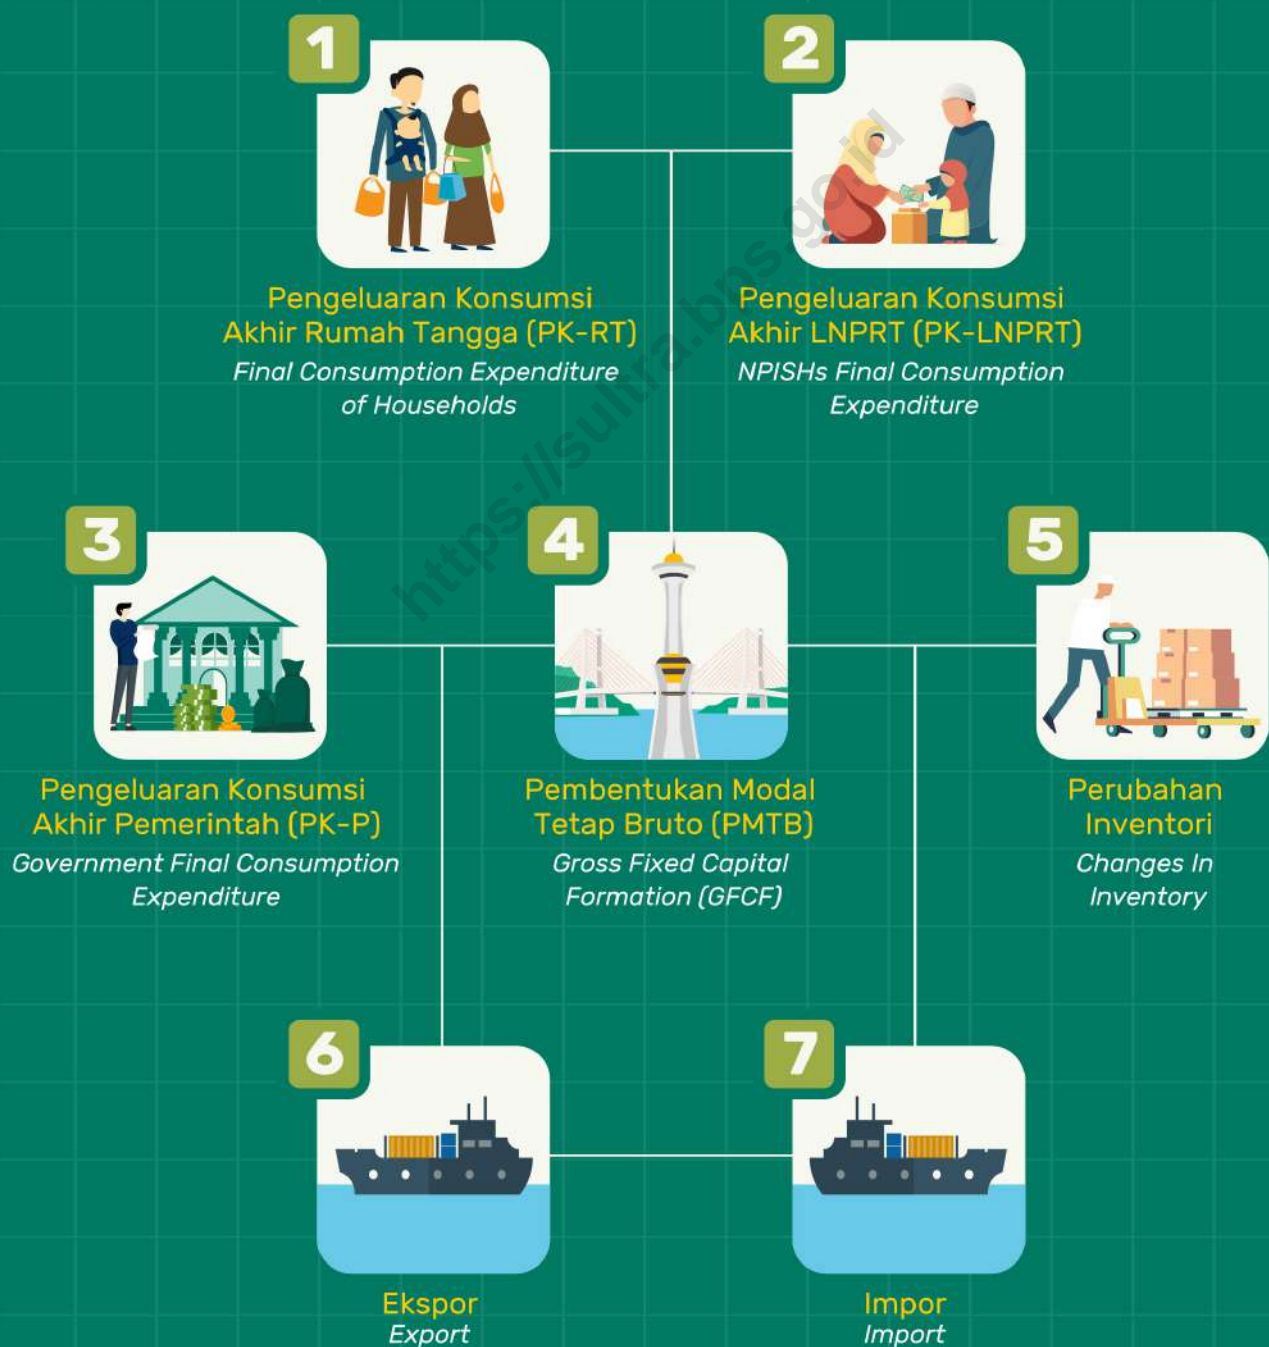 1
2
Pengeluaran Konsumsi
Akhir Rumah Tangga (PK-RT)
Final Consumption Expenditure
of Households
Pengeluaran Konsumsi
Akhir LNPRT (PK-LNPRT)
NPISHs Final Consumption
Expenditure
https://sultra.bps.go.id
3
4
5
Pengeluaran Konsumsi
Akhir Pemerintah (PK-P)
Government Final Consumption
Expenditure
Pembentukan Modal
Tetap Bruto (PMTB)
Gross Fixed Capital
Formation (GFCF)
Perubahan
Inventori
Changes In
Inventory
6
7
Ekspor
Export
Impor
Import